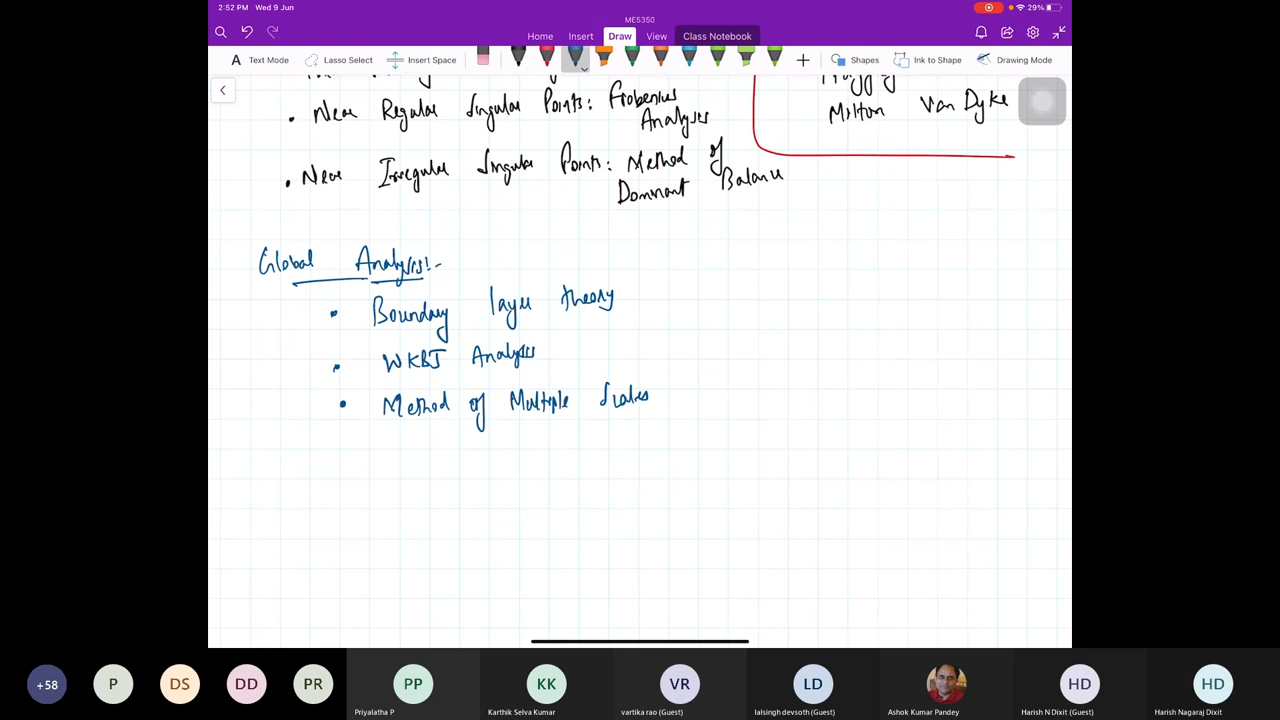 2:52 PM Wed 9 Jun
29%
ME5350
Home Insert Draw View Class Notebook
Text Mode Lasso Select Insert Space Shapes Ink to Shape Drawing Mode
• Near Regular Singular Points: Frobenius
Analysis
Milton Van Dyke
• Near Irregular Singular Points: Method of
Dominant Balance
Global Analysis:-
• Boundary layer theory
• WKBJ Analysis
• Method of Multiple Scales
+58 P DS DD PR PP KK VR LD HD HD
Priyalatha P Karthik Selva Kumar vartika rao (Guest) lalsingh devsoth (Guest) Ashok Kumar Pandey Harish N Dixit (Guest) Harish Nagaraj Dixit